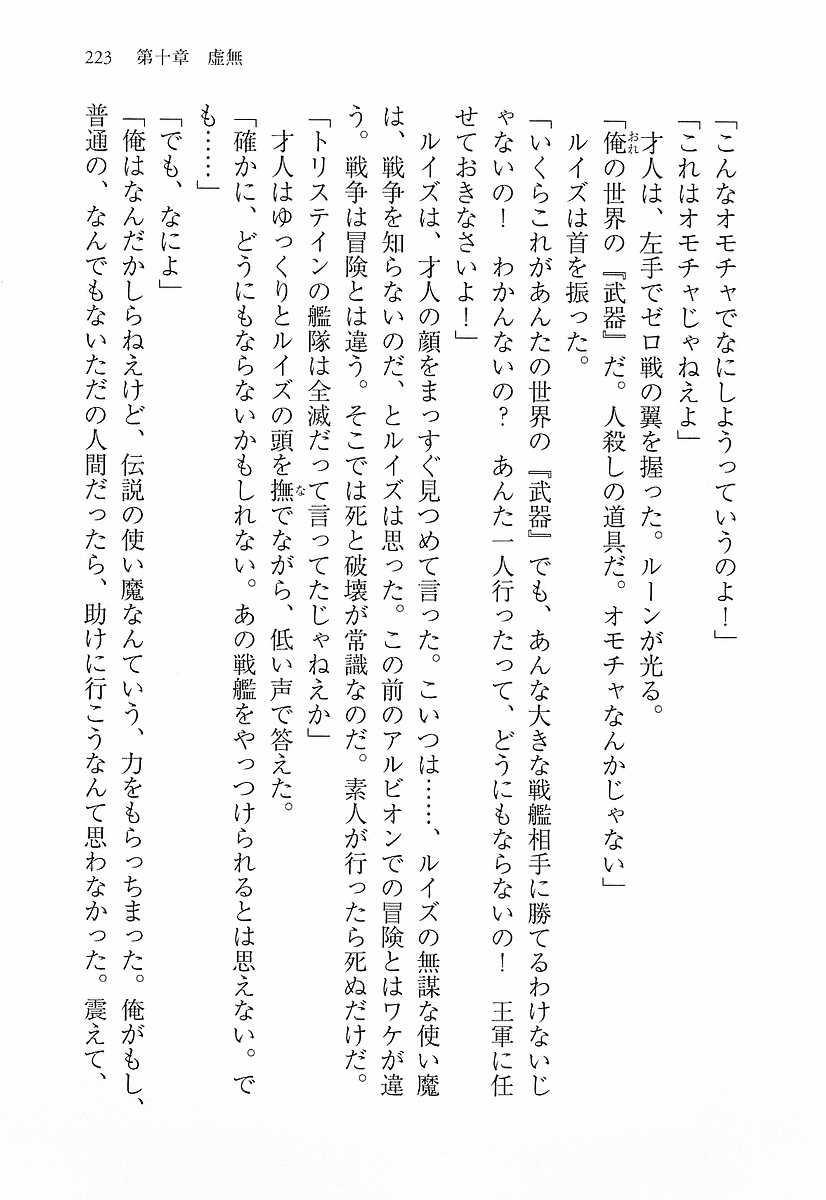 223 第十章 虚無
「こんなオモチャでなにしようっていうのよ！」
「これはオモチャじゃねえよ」
才人は、左手でゼロ戦の翼を握った。ルーンが光る。
「俺の世界の『武器』だ。人殺しの道具だ。オモチャなんかじゃない」
ルイズは首を振った。
「いくらこれがあんたの世界の『武器』でも、あんな大きな戦艦相手に勝てるわけないじ
ゃないの！　わかんないの？　あんた一人行ったって、どうにもならないの！　王軍に任
せておきなさいよ！」
ルイズは、才人の顔をまっすぐ見つめて言った。こいつは……、ルイズの無謀な使い魔
は、戦争を知らないのだ、とルイズは思った。この前のアルビオンでの冒険とはワケが違
う。戦争は冒険とは違う。そこでは死と破壊が常識なのだ。素人が行ったら死ぬだけだ。
「トリステインの艦隊は全滅だって言ってたじゃねえか」
才人はゆっくりとルイズの頭を撫でながら、低い声で答えた。
「確かに、どうにもならないかもしれない。あの戦艦をやっつけられるとは思えない。で
も……」
「でも、なによ」
「俺はなんだかしらねえけど、伝説の使い魔なんていう、力をもらっちまった。俺がもし、
普通の、なんでもないただの人間だったら、助けに行こうなんて思わなかった。震えて、